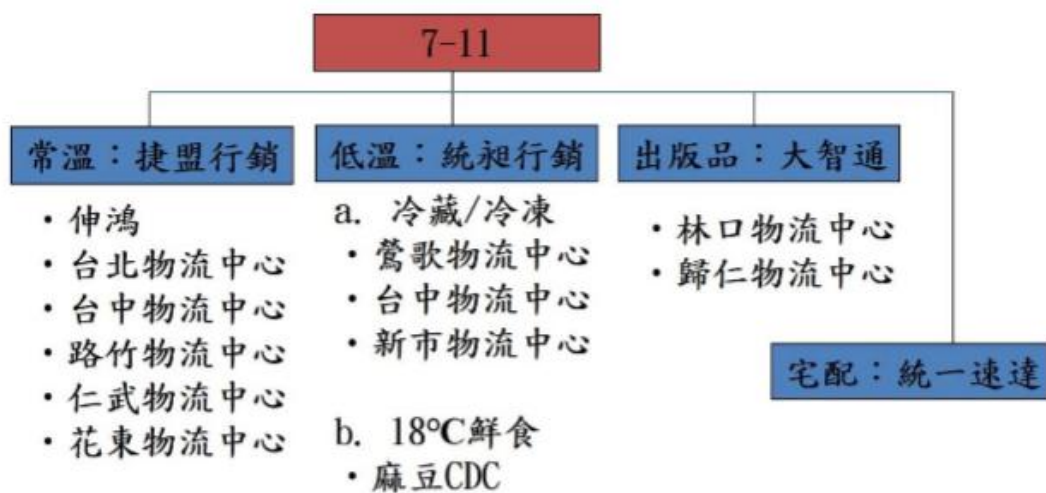 7-11
常溫：捷盟行銷
・伸鴻
・台北物流中心
・台中物流中心
・路竹物流中心
・仁武物流中心
・花東物流中心
低溫：統昶行銷
a. 冷藏/冷凍
・鶯歌物流中心
・台中物流中心
・新市物流中心
b. 18℃鮮食
・麻豆CDC
出版品：大智通
・林口物流中心
・歸仁物流中心
宅配：統一速達